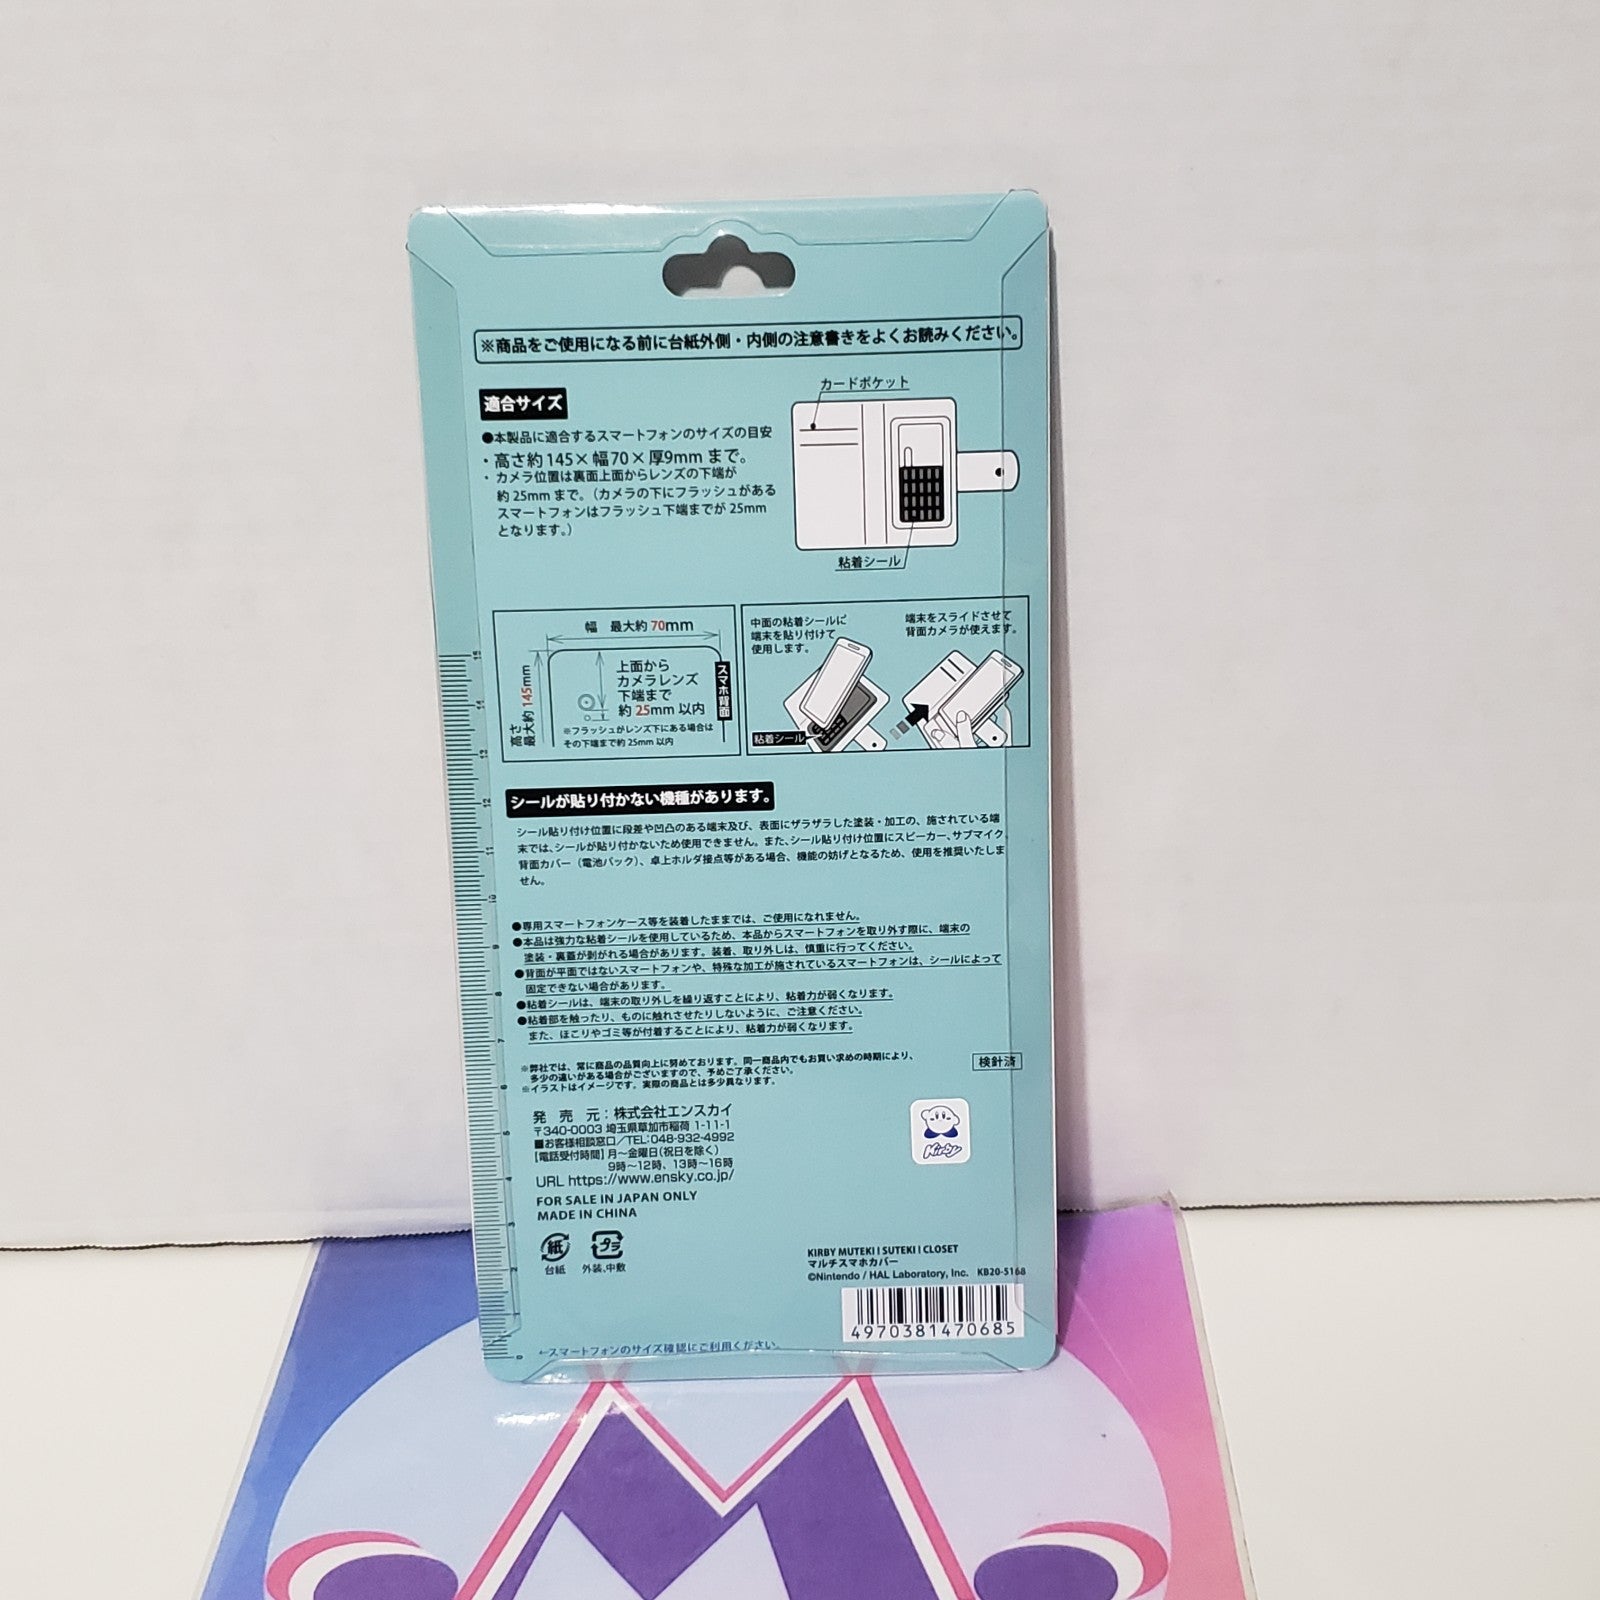 ※商品をご使用になる前に台紙外側・内側の注意書きをよくお読みください。
適合サイズ
●本製品に適合するスマートフォンのサイズの目安
・高さ約145×幅70×厚9mmまで。
・カメラ位置は裏面上面からレンズの下端が
約25mmまで。（カメラの下にフラッシュがある
スマートフォンはフラッシュ下端までが25mm
となります。）
カードポケット
粘着シール
幅 最大約70mm
高さ
最大約145mm
上面から
カメラレンズ
下端まで
約25mm以内
※フラッシュがレンズ下にある場合は
その下端まで約25mm以内
スマホ背面
中面の粘着シールに
端末を貼り付けて
使用します。
粘着シール
端末をスライドさせて
背面カメラが使えます。
シールが貼り付かない機種があります。
シール貼り付け位置に段差や凹凸のある端末及び、表面にザラザラした塗装・加工の、施されている端
末では、シールが貼り付かないため使用できません。また、シール貼り付け位置にスピーカー、サブマイク、
背面カバー（電池パック）、卓上ホルダ接点等がある場合、機能の妨げとなるため、使用を推奨いたしま
せん。
●専用スマートフォンケース等を装着したままでは、ご使用になれません。
●本品は強力な粘着シールを使用しているため、本品からスマートフォンを取り外す際に、端末の
塗装・裏蓋が剥がれる場合があります。装着、取り外しは、慎重に行ってください。
●背面が平面ではないスマートフォンや、特殊な加工が施されているスマートフォンは、シールによって
固定できない場合があります。
●粘着シールは、端末の取り外しを繰り返すことにより、粘着力が弱くなります。
●粘着部を触ったり、ものに触れさせたりしないように、ご注意ください。
また、ほこりやゴミ等が付着することにより、粘着力が弱くなります。
※弊社では、常に商品の品質向上に努めております。同一商品内でもお買い求めの時期により、
多少の違いがある場合がございますので、予めご了承ください。
※イラストはイメージです。実際の商品とは多少異なります。
検針済
発 売 元：株式会社エンスカイ
〒340-0003 埼玉県草加市稲荷 1-11-1
■お客様相談窓口／TEL:048-932-4992
【電話受付時間】月～金曜日（祝日を除く）
9時～12時、13時～16時
URL https://www.ensky.co.jp/
FOR SALE IN JAPAN ONLY
MADE IN CHINA
Kirby
紙
台紙
プラ
外装,中敷
KIRBY MUTEKI ! SUTEKI ! CLOSET
マルチスマホカバー
©Nintendo / HAL Laboratory, Inc. KB20-5168
4970381470685
←スマートフォンのサイズ確認にご利用ください。
15
14
13
12
11
10
9
8
7
6
5
4
3
2
0